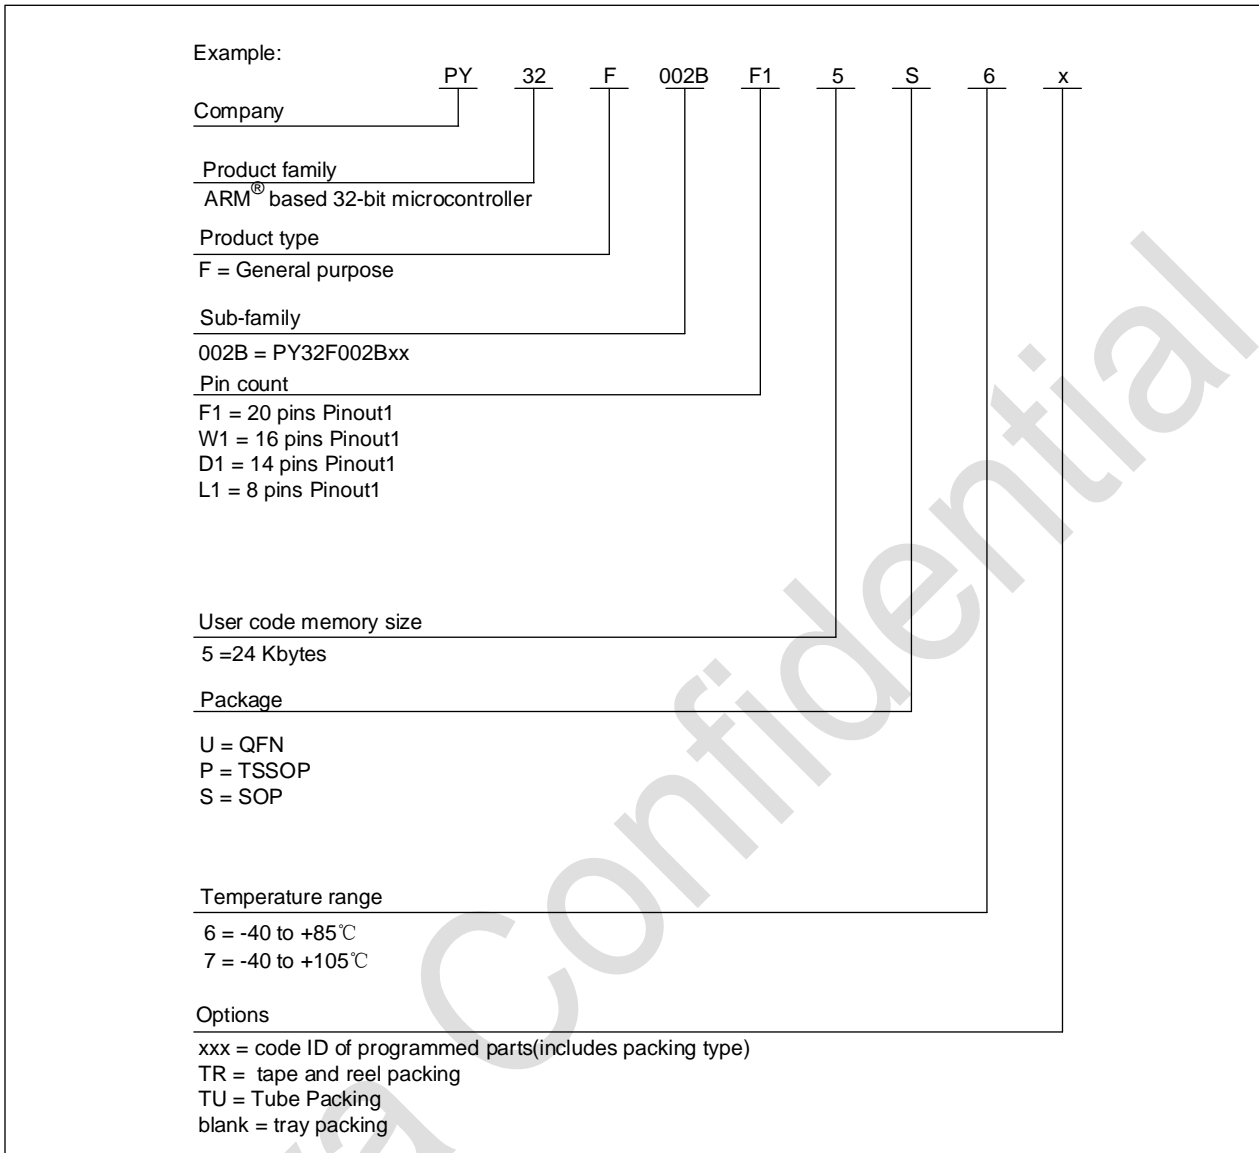 Example:
PY 32 F 002B F1 5 S 6 x
Company
Product family
ARM® based 32-bit microcontroller
Product type
F = General purpose
Sub-family
002B = PY32F002Bxx
Pin count
F1 = 20 pins Pinout1
W1 = 16 pins Pinout1
D1 = 14 pins Pinout1
L1 = 8 pins Pinout1
User code memory size
5 =24 Kbytes
Package
U = QFN
P = TSSOP
S = SOP
Temperature range
6 = -40 to +85℃
7 = -40 to +105℃
Options
xxx = code ID of programmed parts(includes packing type)
TR = tape and reel packing
TU = Tube Packing
blank = tray packing
Confidential